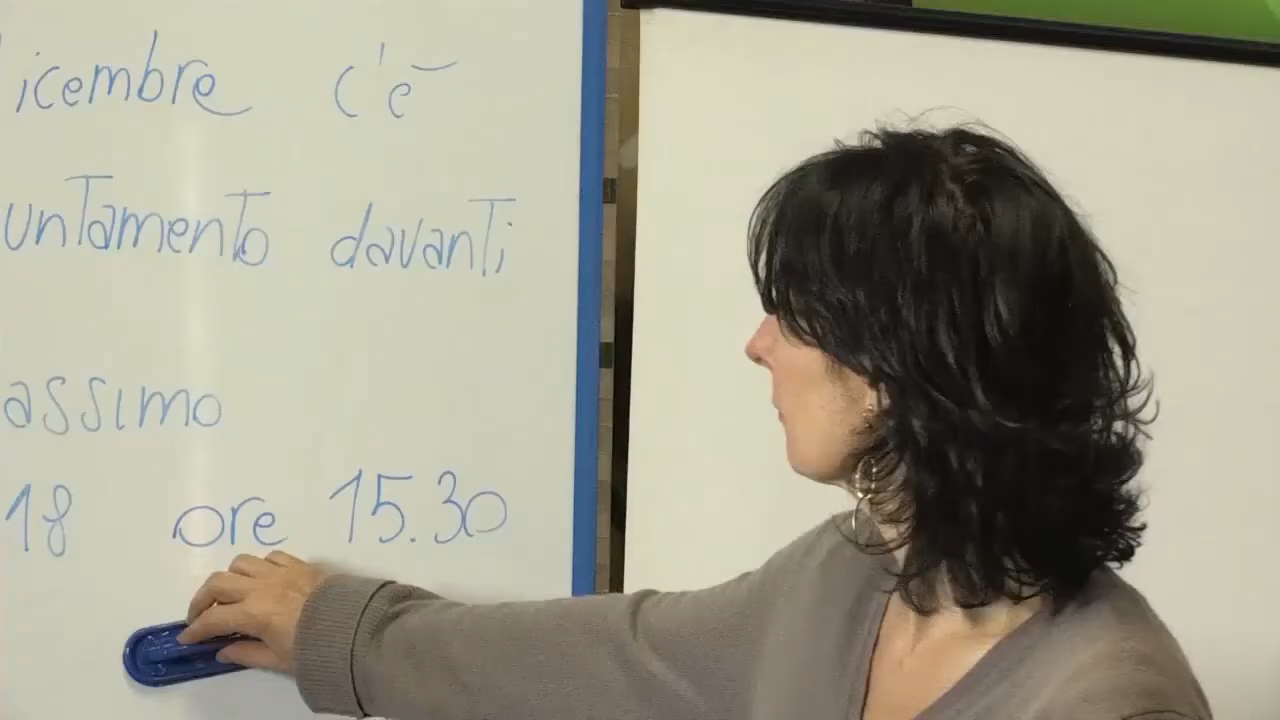 icembre c'è
untamento davanti
assimo
18 ore 15.30